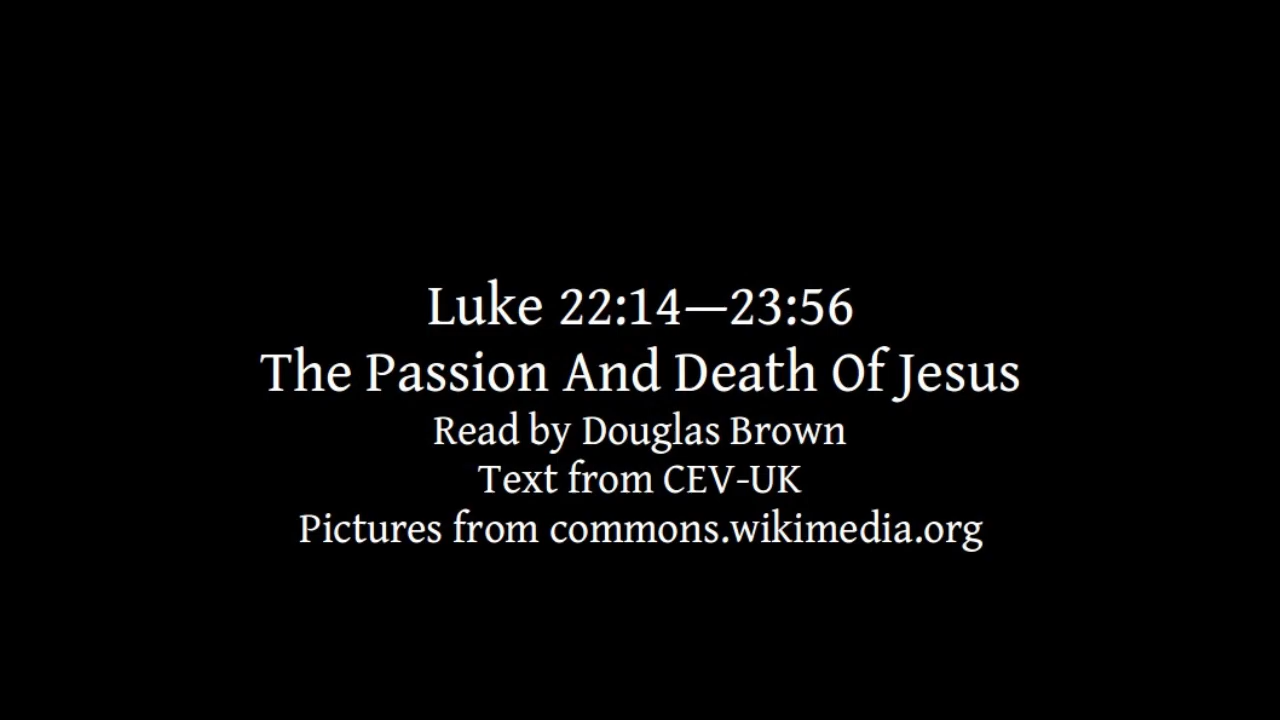 Luke 22:14—23:56
The Passion And Death Of Jesus
Read by Douglas Brown
Text from CEV-UK
Pictures from commons.wikimedia.org